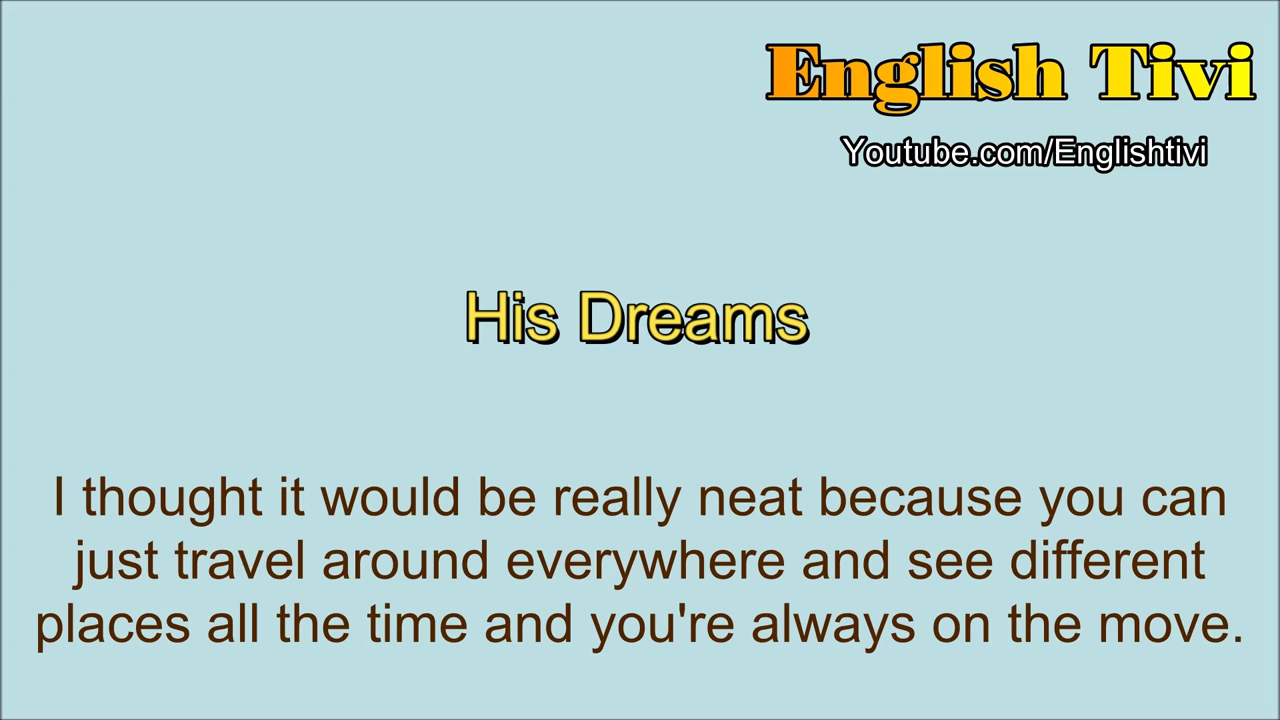 English Tivi
Youtube.com/Englishtivi
His Dreams
I thought it would be really neat because you can
just travel around everywhere and see different
places all the time and you're always on the move.